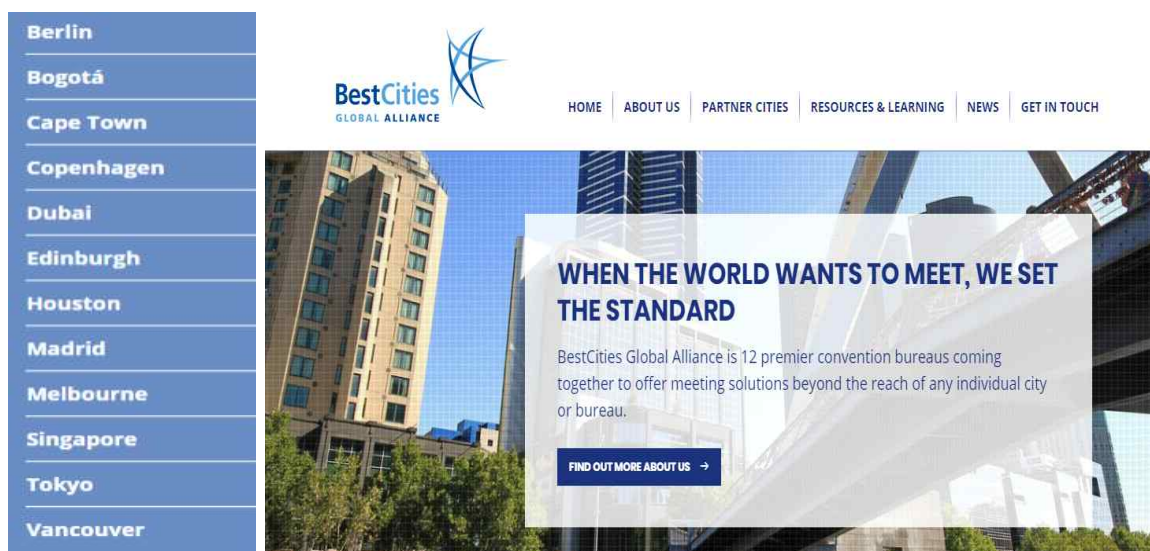 Berlin
Bogotá
Cape Town
Copenhagen
Dubai
Edinburgh
Houston
Madrid
Melbourne
Singapore
Tokyo
Vancouver
BestCities
GLOBAL ALLIANCE
HOME
ABOUT US
PARTNER CITIES
RESOURCES & LEARNING
NEWS
GET IN TOUCH
WHEN THE WORLD WANTS TO MEET, WE SET
THE STANDARD
BestCities Global Alliance is 12 premier convention bureaus coming
together to offer meeting solutions beyond the reach of any individual city
or bureau.
FIND OUT MORE ABOUT US →